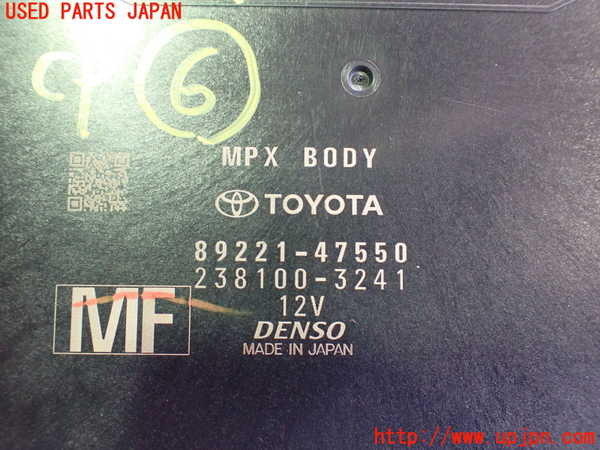 USED PARTS JAPAN
6
MPX BODY
TOYOTA
89221-47550
238100-3241
12V
MF
DENSO
MADE IN JAPAN
http://www.upjpn.com